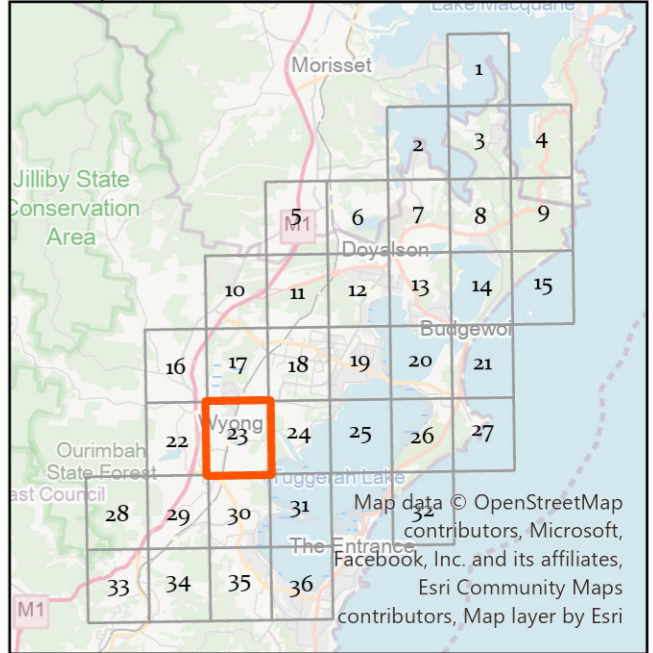 Lake Macquarie
Morisset
1
2
3
4
Jilliby State
Conservation
Area
5
M1
6
7
8
9
Doyalson
10
11
12
13
14
15
Budgewoi
16
17
18
19
20
21
Wyong
22
23
24
25
26
27
Ourimbah
State Forest
ast Council
Tuggerah Lake
28
29
30
31
32
Map data © OpenStreetMap
contributors, Microsoft,
The Entrance
Facebook, Inc. and its affiliates,
Esri Community Maps
contributors, Map layer by Esri
33
34
35
36
M1